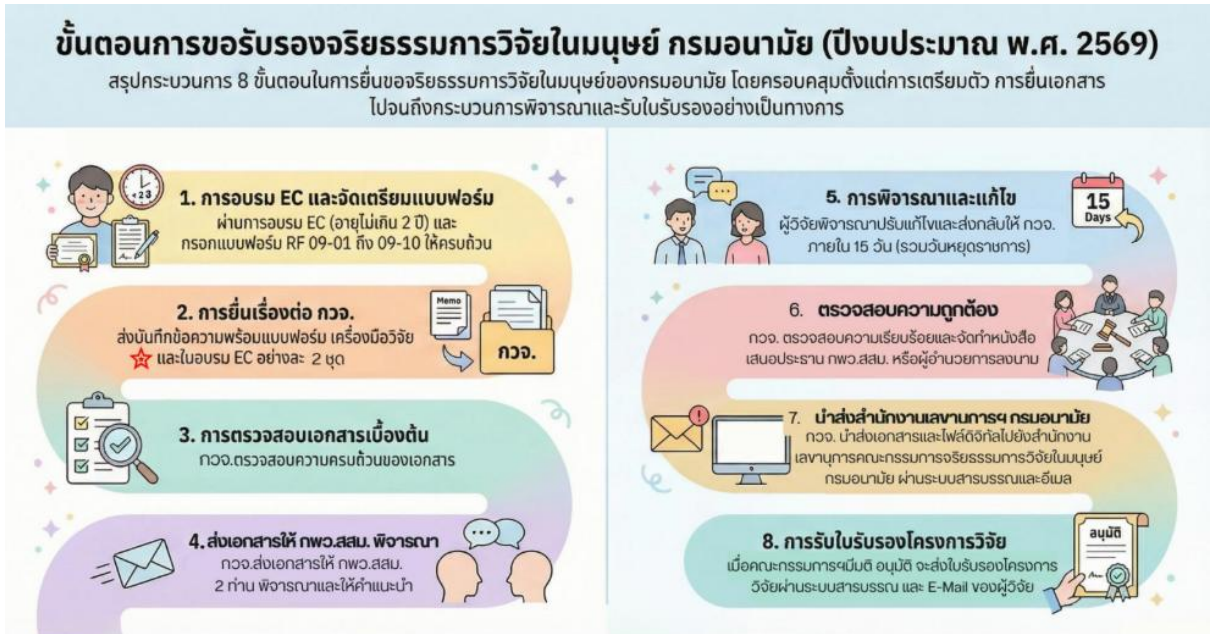 ขั้นตอนการขอรับรองจริยธรรมการวิจัยในมนุษย์ กรมอนามัย (ปีงบประมาณ พ.ศ. 2569)
สรุปกระบวนการ 8 ขั้นตอนในการยื่นขอจริยธรรมการวิจัยในมนุษย์ของกรมอนามัย โดยครอบคลุมตั้งแต่การเตรียมตัว การยื่นเอกสาร
ไปจนถึงกระบวนการพิจารณาและรับใบรับรองอย่างเป็นทางการ
1. การอบรม EC และจัดเตรียมแบบฟอร์ม
ผ่านการอบรม EC (อายุไม่เกิน 2 ปี) และ
กรอกแบบฟอร์ม RF 09-01 ถึง 09-10 ให้ครบถ้วน
2. การยื่นเรื่องต่อ กวจ.
ส่งบันทึกข้อความพร้อมแบบฟอร์ม เครื่องมือวิจัย
และใบอบรม EC อย่างละ 2 ชุด
Memo
กวจ.
3. การตรวจสอบเอกสารเบื้องต้น
กวจ.ตรวจสอบความครบถ้วนของเอกสาร
4. ส่งเอกสารให้ กพว.สสม. พิจารณา
กวจ.ส่งเอกสารให้ กพว.สสม.
2 ท่าน พิจารณาและให้คำแนะนำ
5. การพิจารณาและแก้ไข
ผู้วิจัยพิจารณาปรับแก้ไขและส่งกลับให้ กวจ.
ภายใน 15 วัน (รวมวันหยุดราชการ)
15
Days
6. ตรวจสอบความถูกต้อง
กวจ. ตรวจสอบความเรียบร้อยและจัดทำหนังสือ
เสนอประธาน กพว.สสม. หรือผู้อำนวยการลงนาม
7. นำส่งสำนักงานเลขานุการฯ กรมอนามัย
กวจ. นำส่งเอกสารและไฟล์ดิจิทัลไปยังสำนักงาน
เลขานุการคณะกรรมการจริยธรรมการวิจัยในมนุษย์
กรมอนามัย ผ่านระบบสารบรรณและอีเมล
8. การรับใบรับรองโครงการวิจัย
เมื่อคณะกรรมการฯมีมติ อนุมัติ จะส่งใบรับรองโครงการ
วิจัยผ่านระบบสารบรรณ และ E-Mail ของผู้วิจัย
อนุมัติ